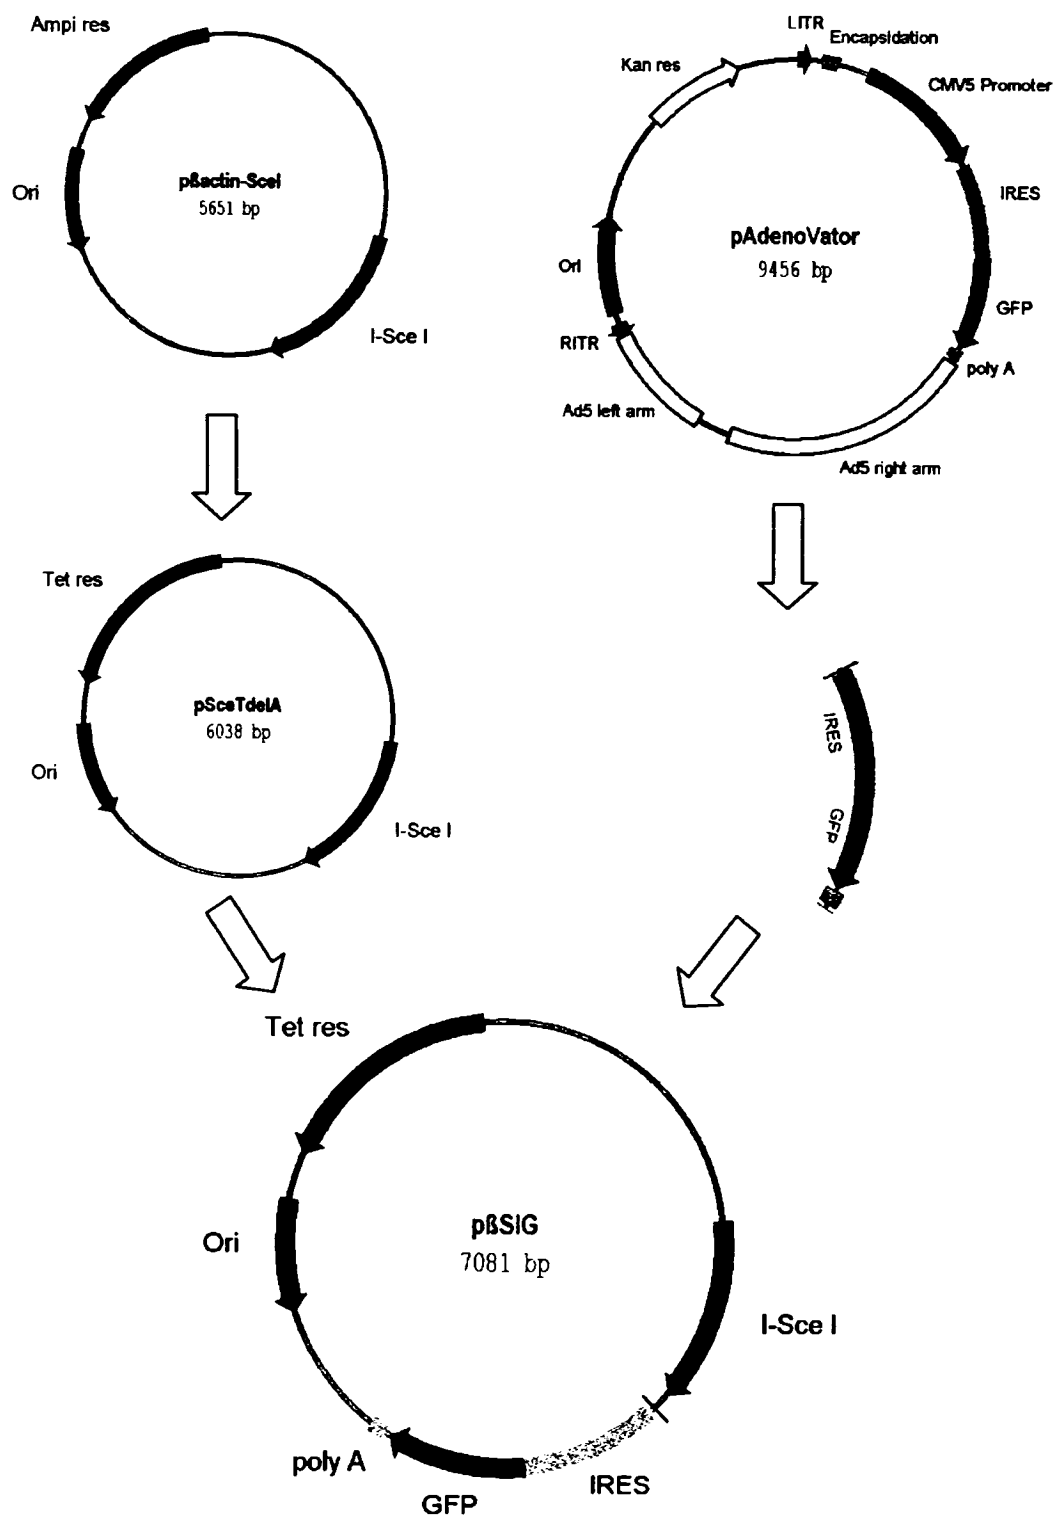 Ampi res
Ori
pßactin-SceI
5651 bp
I-Sce I
LITR
Encapsidation
Kan res
CMV5 Promoter
IRES
pAdenoVator
9456 bp
Ori
GFP
RITR
poly A
Ad5 left arm
Ad5 right arm
Tet res
pSceTdelA
6038 bp
Ori
I-Sce I
IRES
GFP
Tet res
pßSIG
7081 bp
Ori
I-Sce I
poly A
IRES
GFP